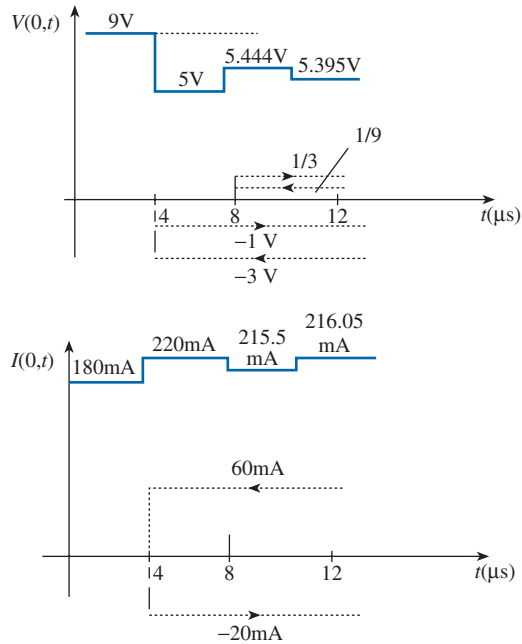 V(0,t)
9V
5V
5.444V
5.395V
1/9
1/3
4
8
12
t(μs)
−1 V
−3 V
I(0,t)
180mA
220mA
215.5
mA
216.05
mA
60mA
4
8
12
t(μs)
−20mA